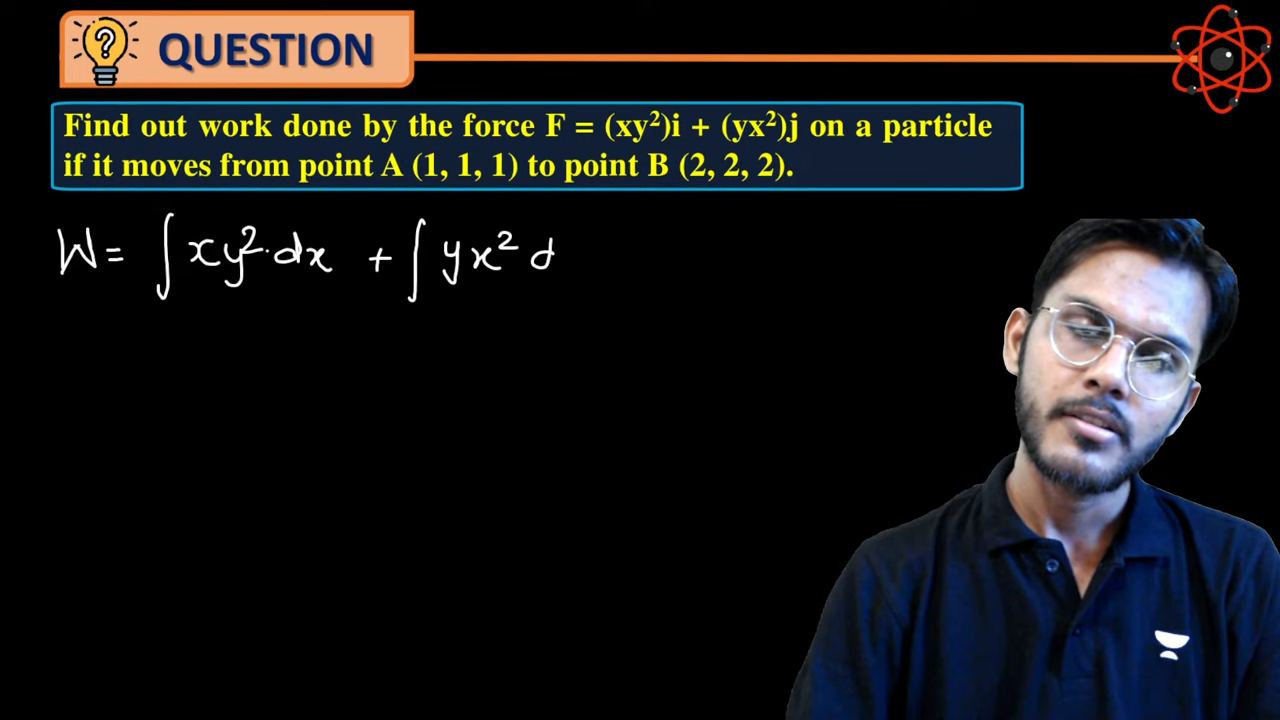 QUESTION
Find out work done by the force F = (xy²)i + (yx²)j on a particle
if it moves from point A (1, 1, 1) to point B (2, 2, 2).
W = ∫ xy² · dx + ∫ yx² d